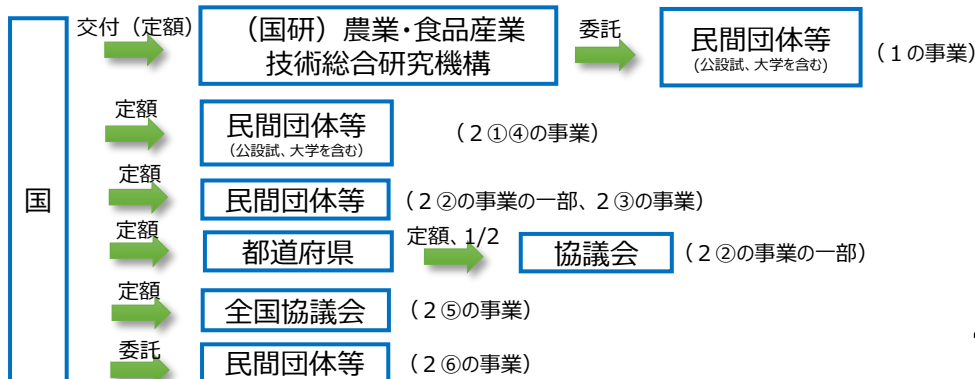 国
交付（定額）
（国研）農業・食品産業
技術総合研究機構
委託
民間団体等
(公設試、大学を含む)
（１の事業）
定額
民間団体等
（公設試、大学を含む）
（２①④の事業）
定額
民間団体等
（２②の事業の一部、２③の事業）
定額
都道府県
定額、1/2
協議会
（２②の事業の一部）
定額
全国協議会
（２⑤の事業）
委託
民間団体等
（２⑥の事業）